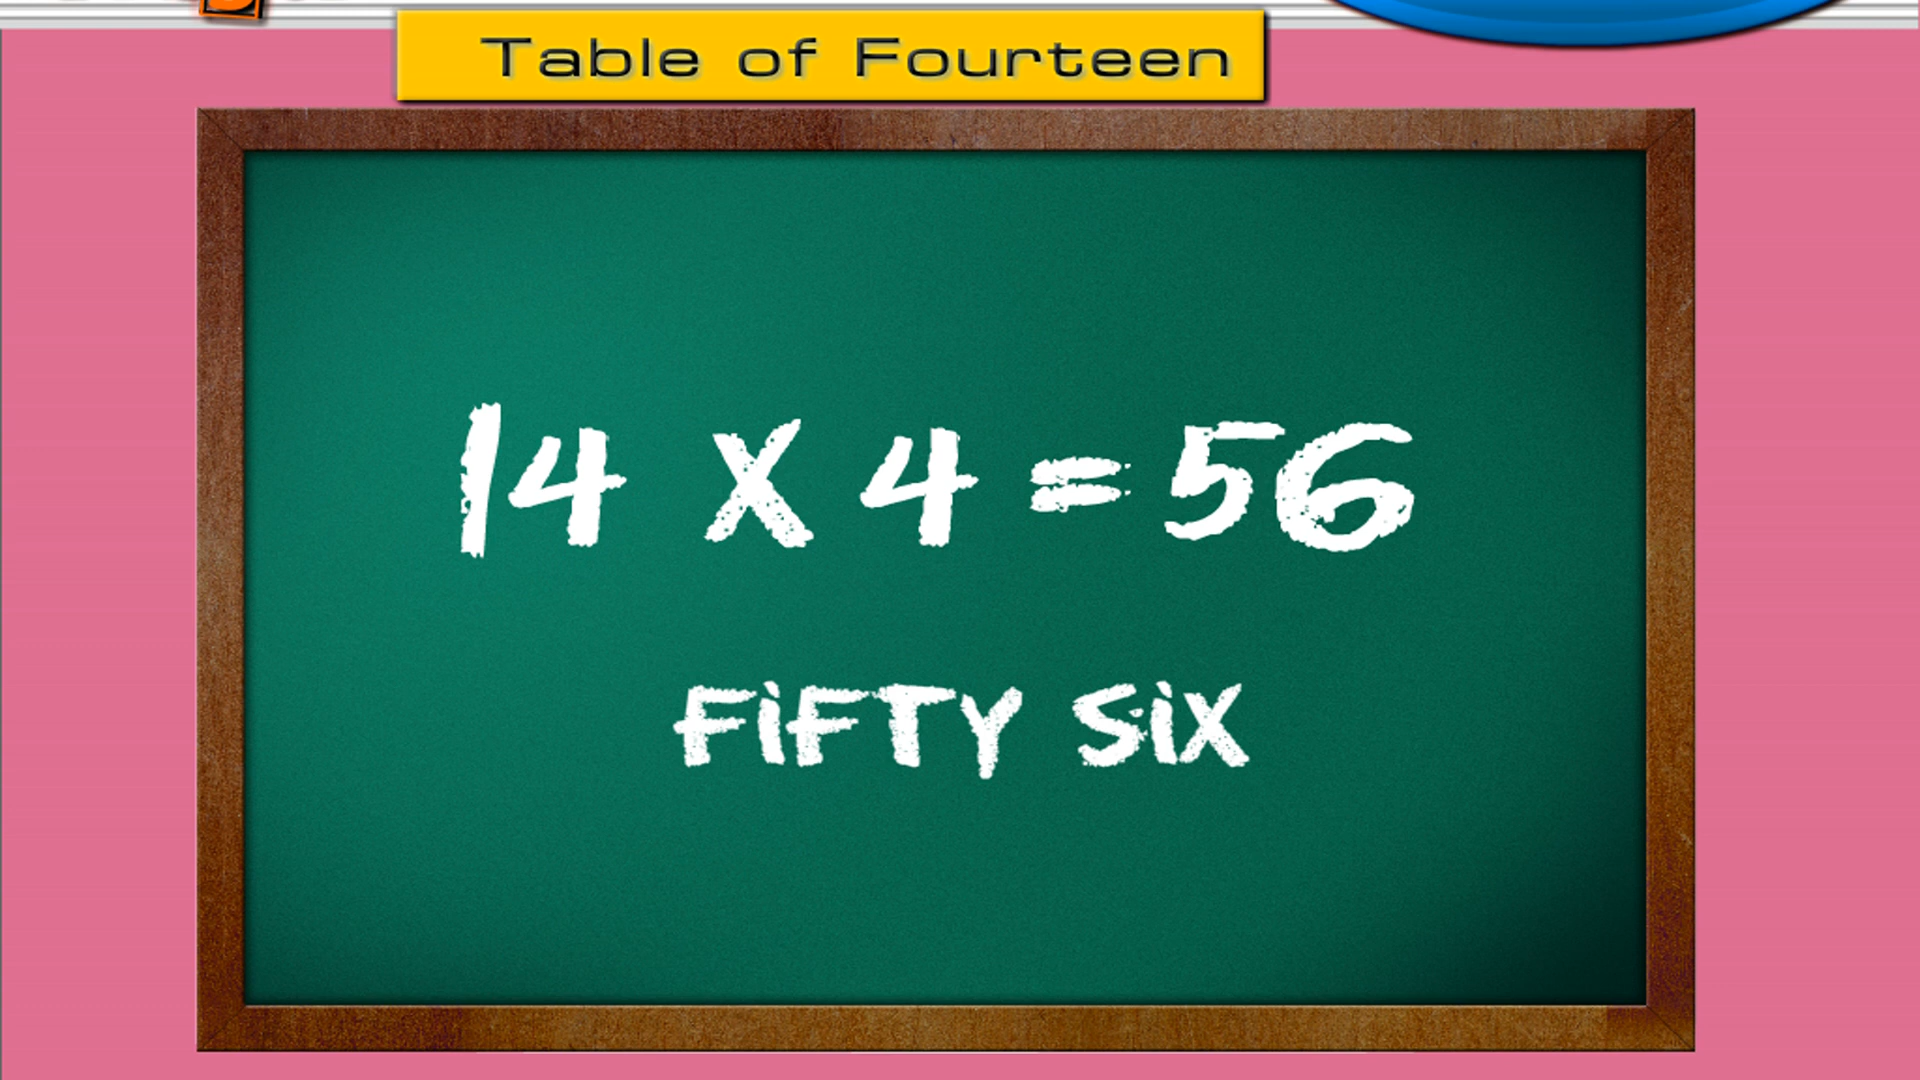 Table of Fourteen
14 X 4 = 56
FiFTY SiX